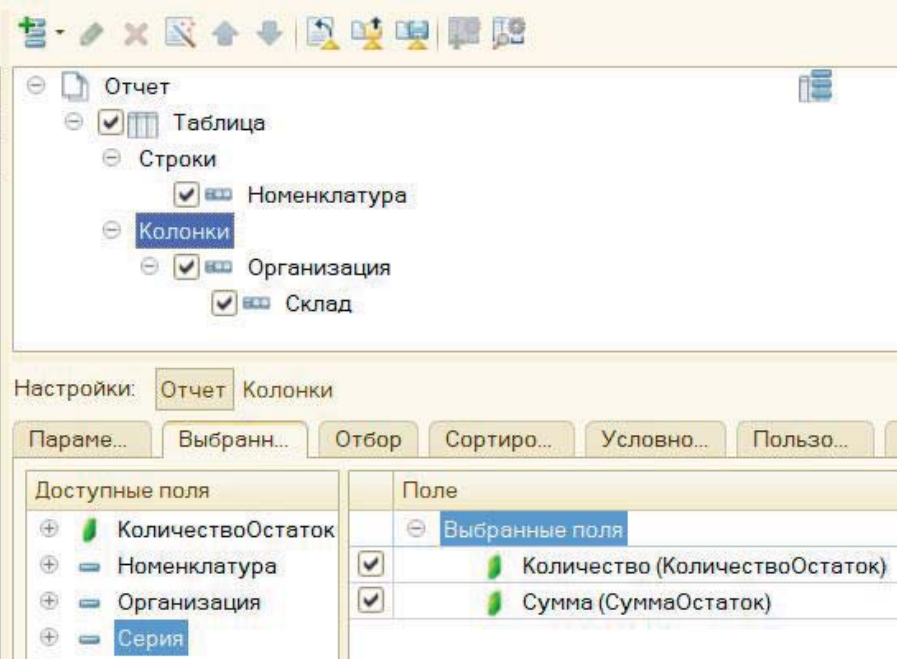 Отчет
Таблица
Строки
Номенклатура
Колонки
Организация
Склад
Настройки: Отчет Колонки
Параме... Выбранн... Отбор Сортиро... Условно... Пользо...
Доступные поля Поле
КоличествоОстаток Выбранные поля
Номенклатура Количество (КоличествоОстаток)
Организация Сумма (СуммаОстаток)
Серия